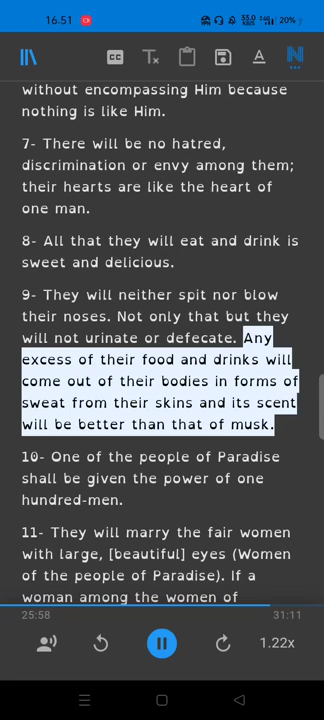 16.51
33.0 KB/S
20%
CC
without encompassing Him because
nothing is like Him.
7- There will be no hatred,
discrimination or envy among them;
their hearts are like the heart of
one man.
8- All that they will eat and drink is
sweet and delicious.
9- They will neither spit nor blow
their noses. Not only that but they
will not urinate or defecate. Any
excess of their food and drinks will
come out of their bodies in forms of
sweat from their skins and its scent
will be better than that of musk.
10- One of the people of Paradise
shall be given the power of one
hundred-men.
11- They will marry the fair women
with large, [beautiful] eyes (Women
of the people of Paradise). If a
woman among the women of
25:58
31:11
1.22x